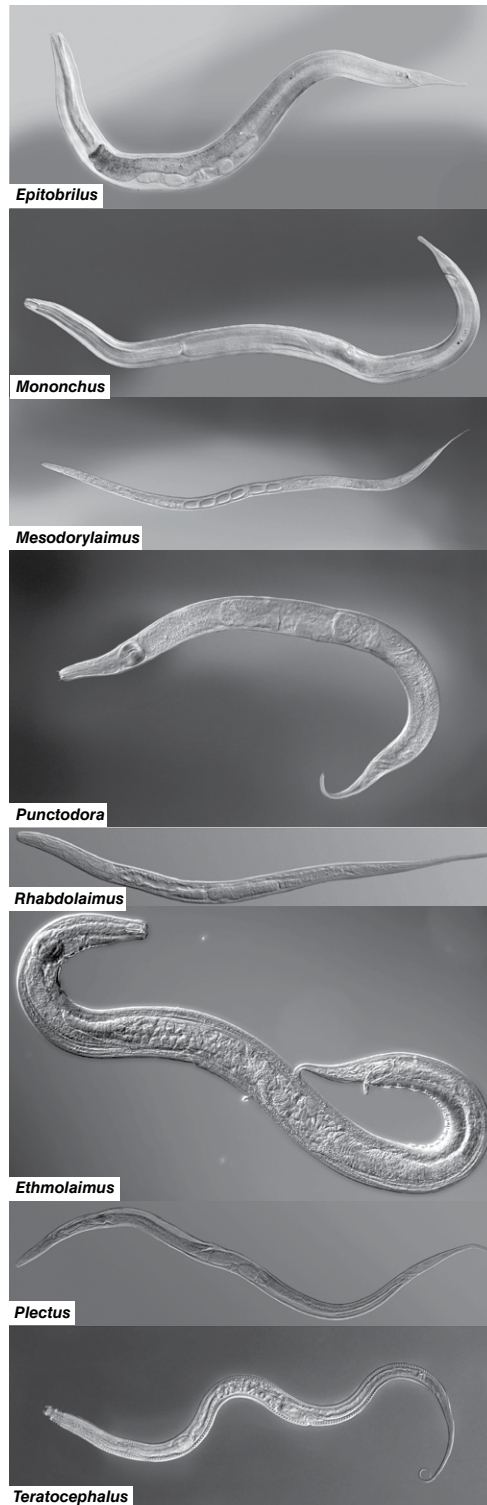 Epitobrilus
Mononchus
Mesodorylaimus
Punctodora
Rhabdolaimus
Ethmolaimus
Plectus
Teratocephalus